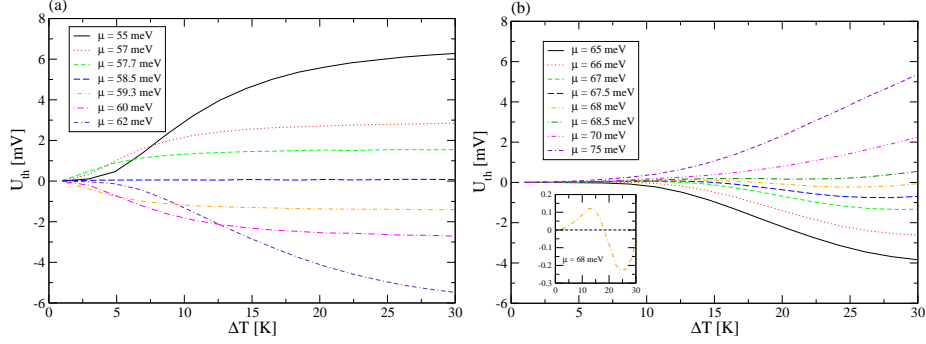 (a)
8
6
4
2
0
-2
-4
-6
U_th [mV]
μ = 55 meV
μ = 57 meV
μ = 57.7 meV
μ = 58.5 meV
μ = 59.3 meV
μ = 60 meV
μ = 62 meV
0 5 10 15 20 25 30
ΔT [K]
(b)
8
6
4
2
0
-2
-4
-6
U_th [mV]
μ = 65 meV
μ = 66 meV
μ = 67 meV
μ = 67.5 meV
μ = 68 meV
μ = 68.5 meV
μ = 70 meV
μ = 75 meV
0.2
0.1
0
-0.1
-0.2
-0.3
μ = 68 meV
0 10 20 30
0 5 10 15 20 25 30
ΔT [K]